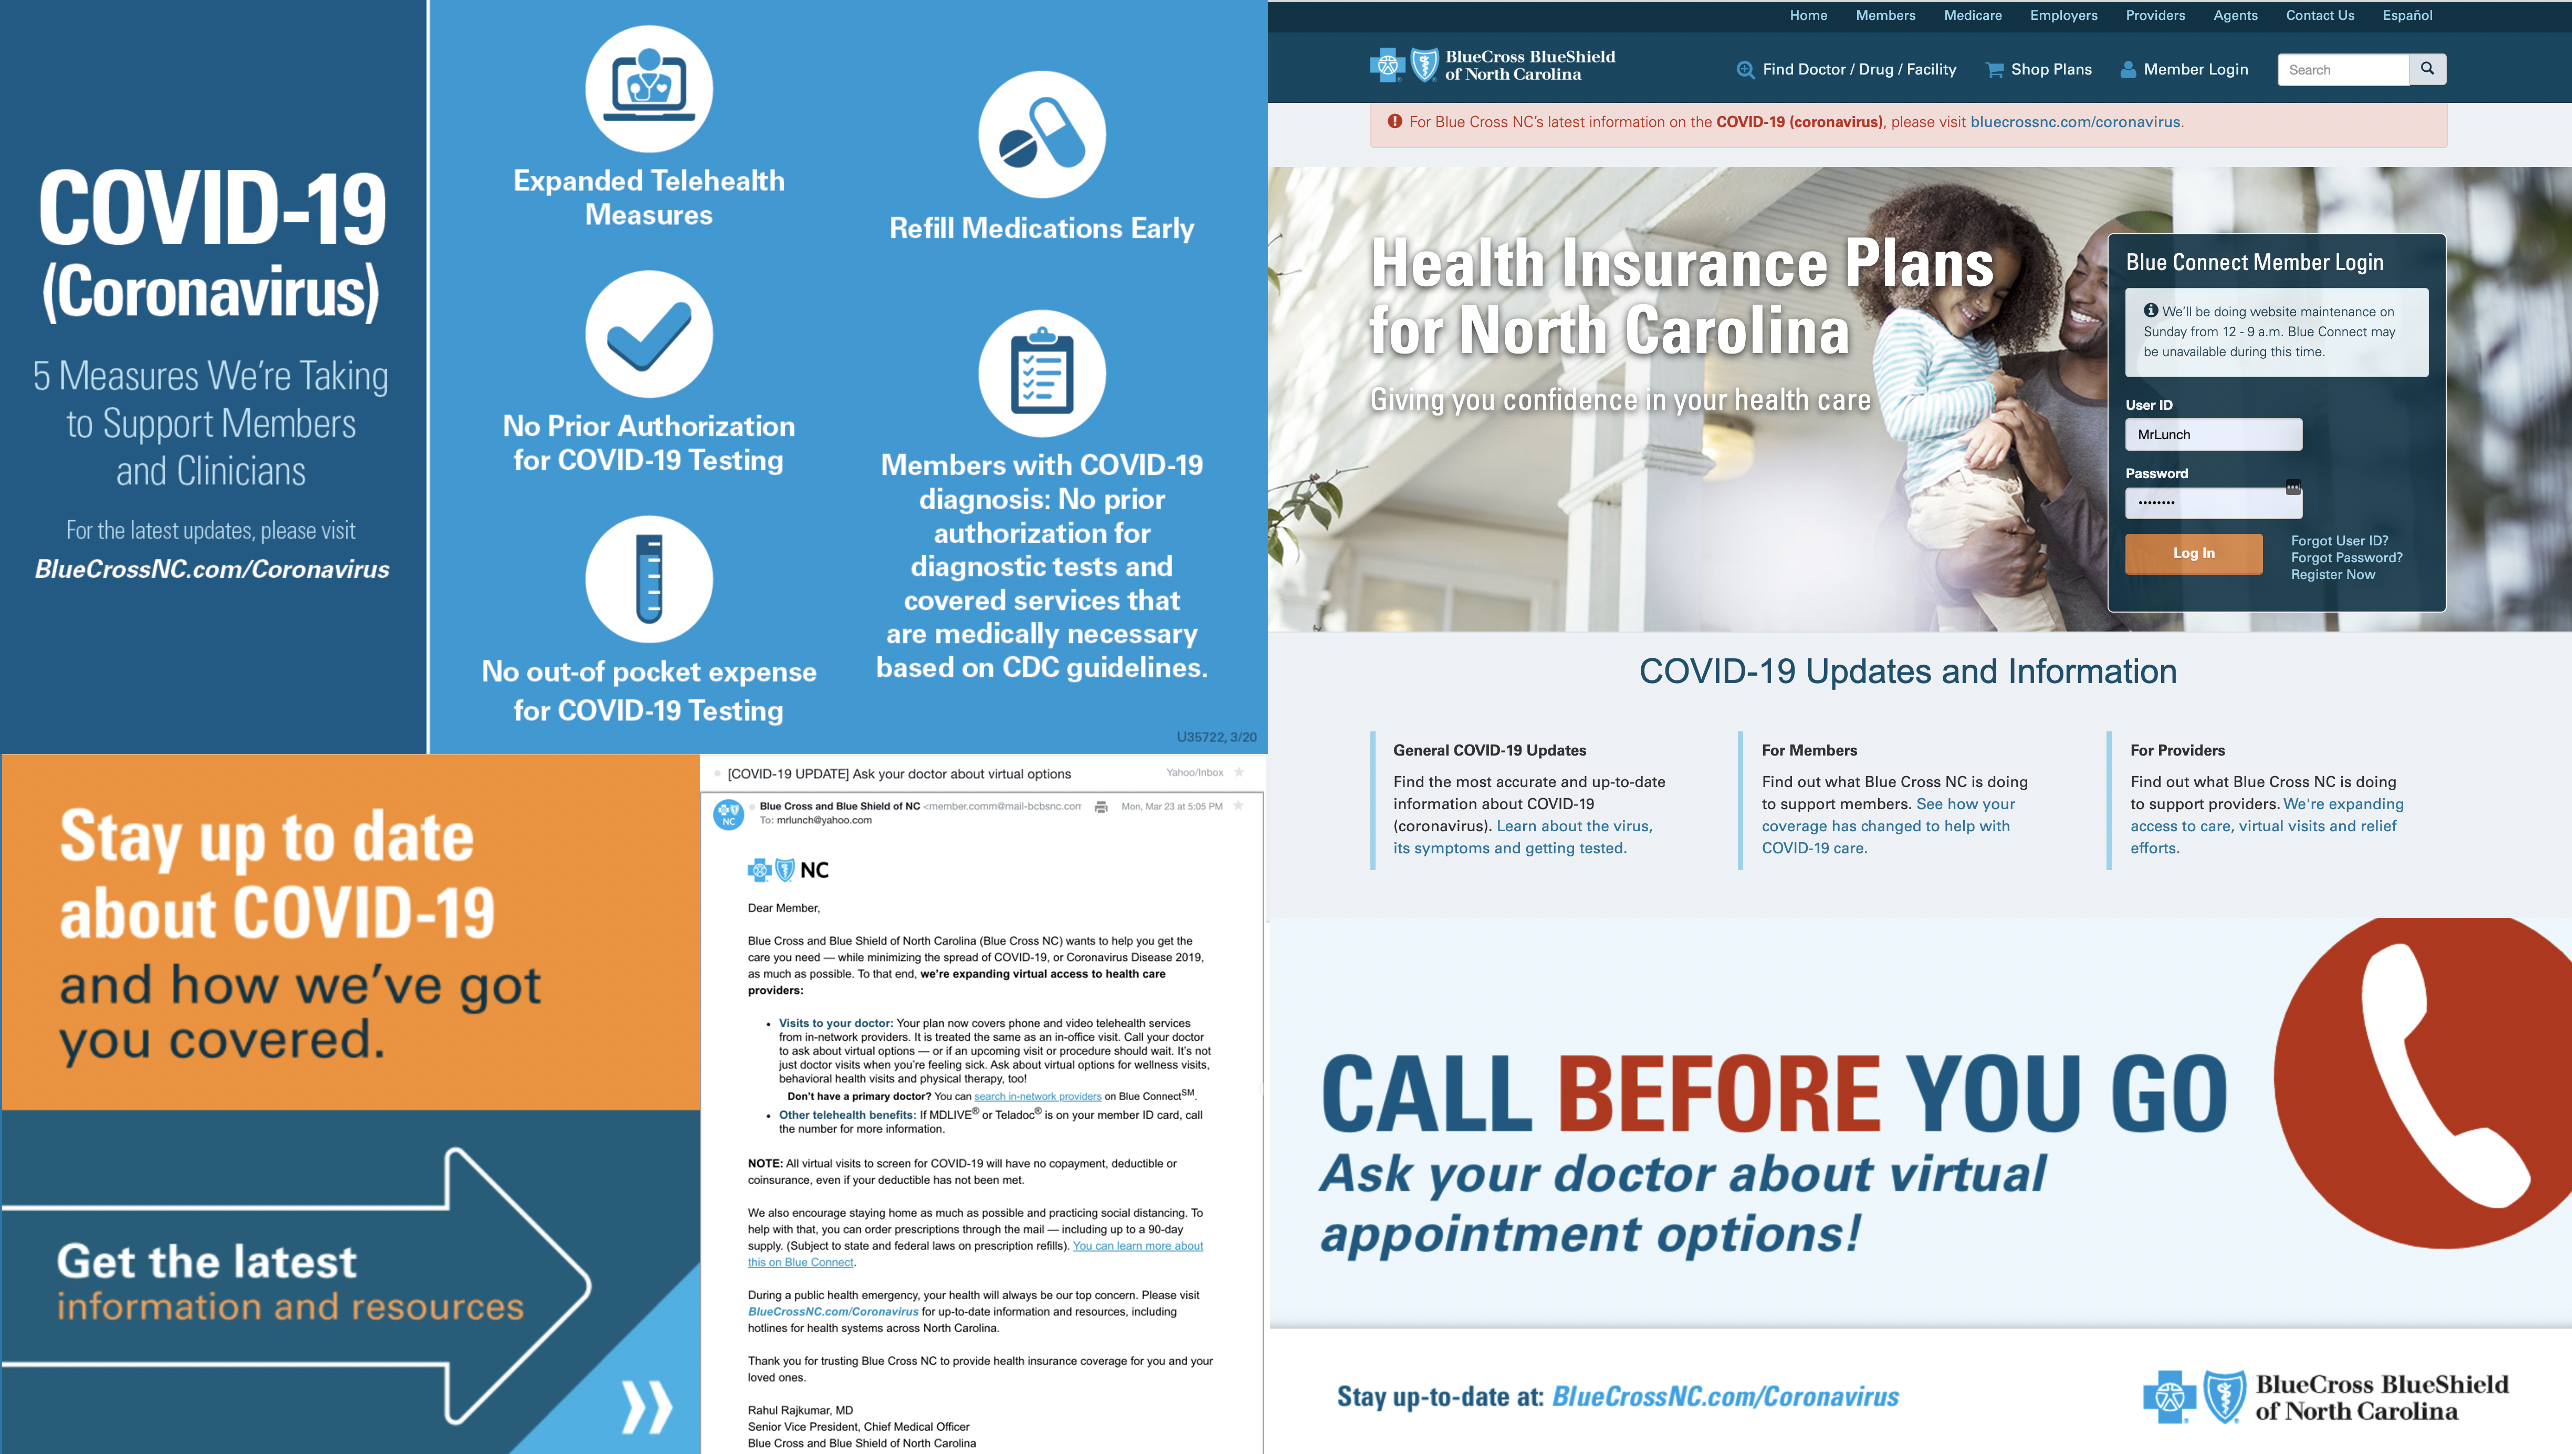 COVID-19
(Coronavirus)
5 Measures We're Taking
to Support Members
and Clinicians
For the latest updates, please visit
BlueCrossNC.com/Coronavirus
Expanded Telehealth
Measures
No Prior Authorization
for COVID-19 Testing
No out-of pocket expense
for COVID-19 Testing
Refill Medications Early
Members with COVID-19
diagnosis: No prior
authorization for
diagnostic tests and
covered services that
are medically necessary
based on CDC guidelines.
U35722, 3/20
Home Members Medicare Employers Providers Agents Contact Us Español
BlueCross BlueShield
of North Carolina
Find Doctor / Drug / Facility Shop Plans Member Login Search
For Blue Cross NC's latest information on the COVID-19 (coronavirus), please visit bluecrossnc.com/coronavirus.
Health Insurance Plans
for North Carolina
Giving you confidence in your health care
Blue Connect Member Login
We'll be doing website maintenance on
Sunday from 12 - 9 a.m. Blue Connect may
be unavailable during this time.
User ID
MrLunch
Password
••••••••
Log In
Forgot User ID?
Forgot Password?
Register Now
COVID-19 Updates and Information
General COVID-19 Updates
Find the most accurate and up-to-date
information about COVID-19
(coronavirus). Learn about the virus,
its symptoms and getting tested.
For Members
Find out what Blue Cross NC is doing
to support members. See how your
coverage has changed to help with
COVID-19 care.
For Providers
Find out what Blue Cross NC is doing
to support providers. We're expanding
access to care, virtual visits and relief
efforts.
Stay up to date
about COVID-19
and how we've got
you covered.
Get the latest
information and resources
[COVID-19 UPDATE] Ask your doctor about virtual options Yahoo/Inbox
Blue Cross and Blue Shield of NC <member.comm@mail-bcbsnc.com Mon, Mar 23 at 5:05 PM
To: mrlunch@yahoo.com
NC
NC
Dear Member,
Blue Cross and Blue Shield of North Carolina (Blue Cross NC) wants to help you get the
care you need — while minimizing the spread of COVID-19, or Coronavirus Disease 2019,
as much as possible. To that end, we're expanding virtual access to health care
providers:
• Visits to your doctor: Your plan now covers phone and video telehealth services
from in-network providers. It is treated the same as an in-office visit. Call your doctor
to ask about virtual options — or if an upcoming visit or procedure should wait. It's not
just doctor visits when you're feeling sick. Ask about virtual options for wellness visits,
behavioral health visits and physical therapy, too!
Don't have a primary doctor? You can search in-network providers on Blue ConnectSM.
• Other telehealth benefits: If MDLIVE® or Teladoc® is on your member ID card, call
the number for more information.
NOTE: All virtual visits to screen for COVID-19 will have no copayment, deductible or
coinsurance, even if your deductible has not been met.
We also encourage staying home as much as possible and practicing social distancing. To
help with that, you can order prescriptions through the mail — including up to a 90-day
supply. (Subject to state and federal laws on prescription refills). You can learn more about
this on Blue Connect.
During a public health emergency, your health will always be our top concern. Please visit
BlueCrossNC.com/Coronavirus for up-to-date information and resources, including
hotlines for health systems across North Carolina.
Thank you for trusting Blue Cross NC to provide health insurance coverage for you and your
loved ones.
Rahul Rajkumar, MD
Senior Vice President, Chief Medical Officer
Blue Cross and Blue Shield of North Carolina
CALL BEFORE YOU GO
Ask your doctor about virtual
appointment options!
Stay up-to-date at: BlueCrossNC.com/Coronavirus
BlueCross BlueShield
of North Carolina